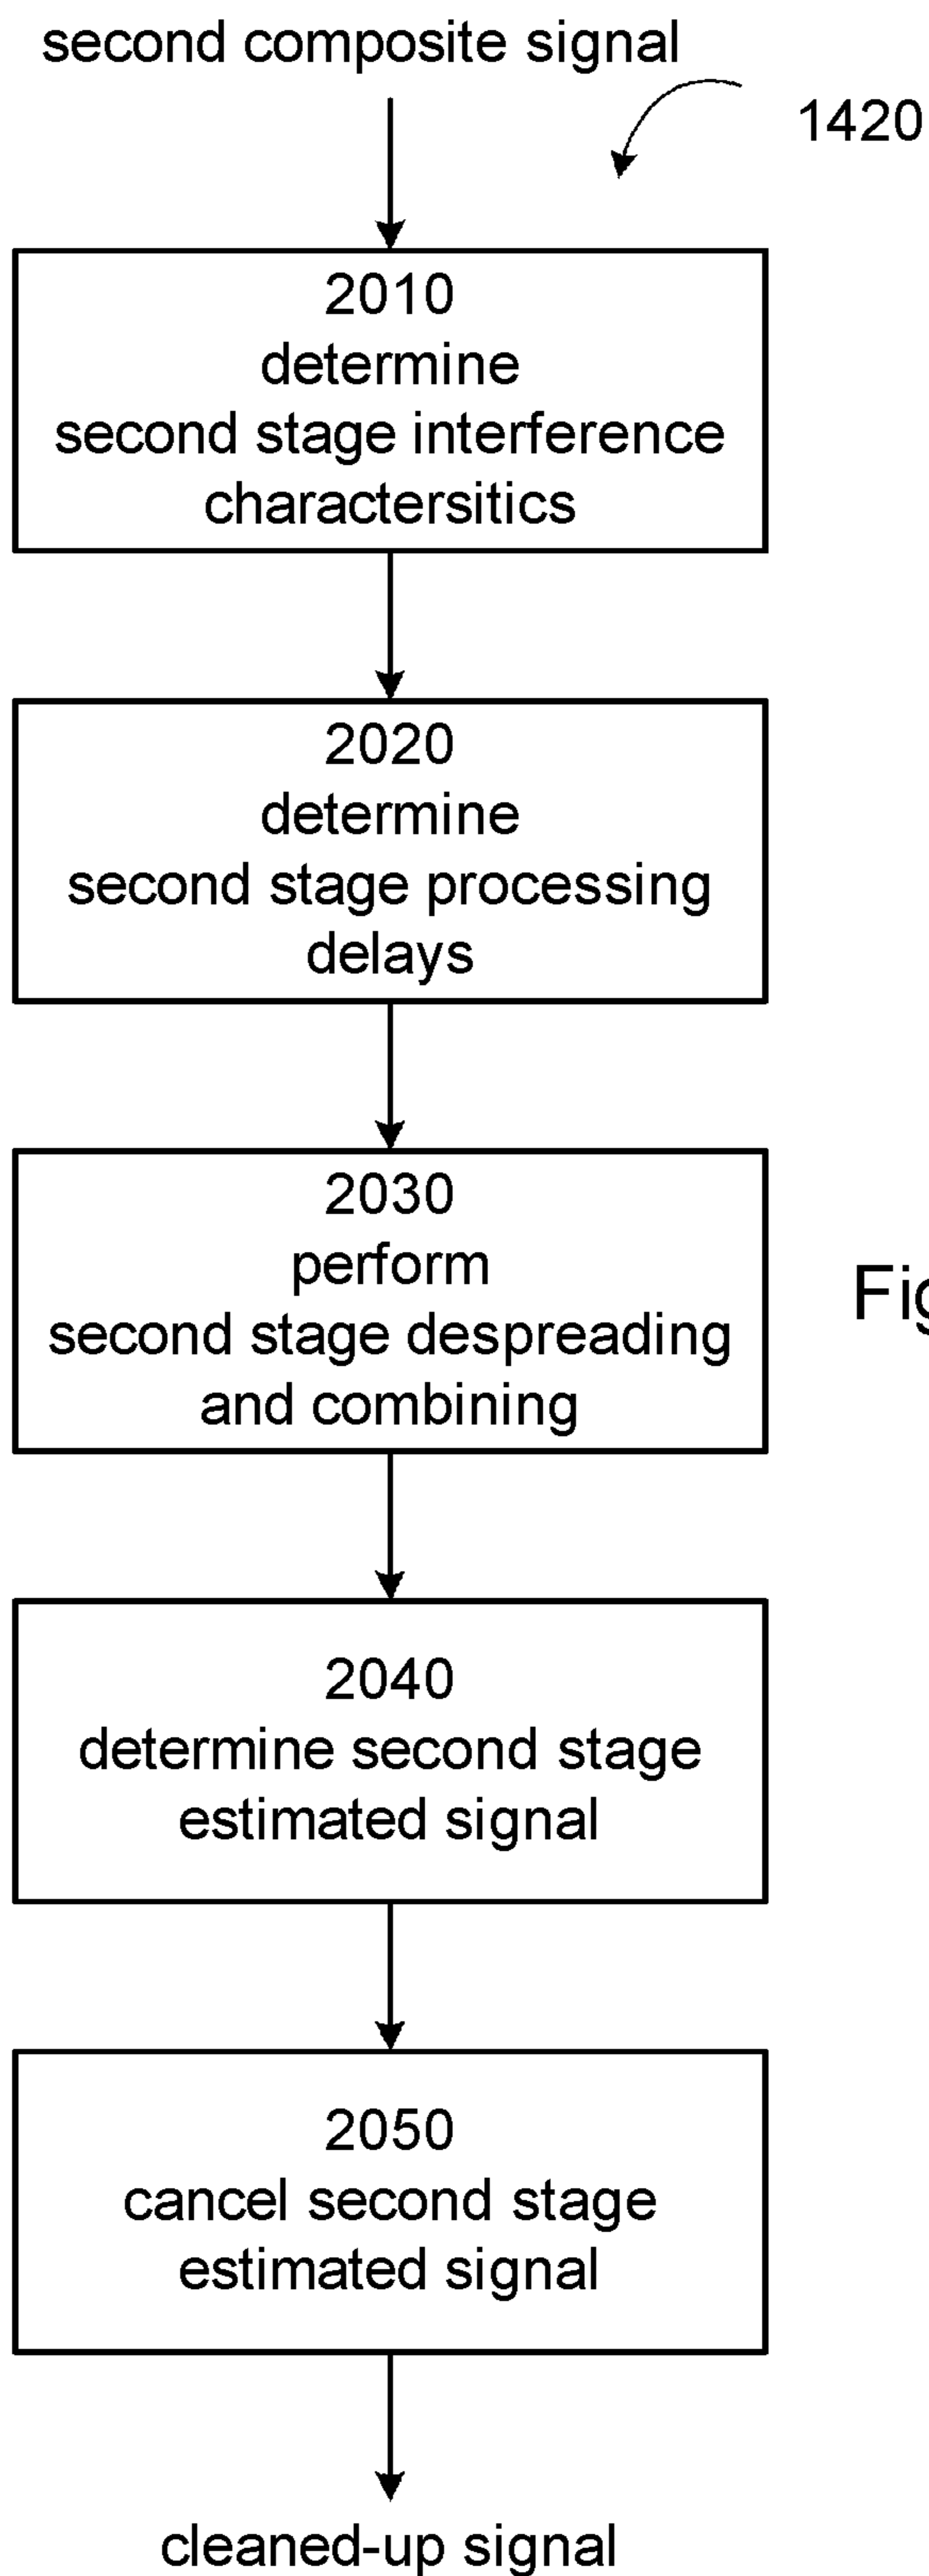 second composite signal
1420
2010
determine
second stage interference
charactersitics
2020
determine
second stage processing
delays
2030
perform
second stage despreading
and combining
2040
determine second stage
estimated signal
2050
cancel second stage
estimated signal
cleaned-up signal